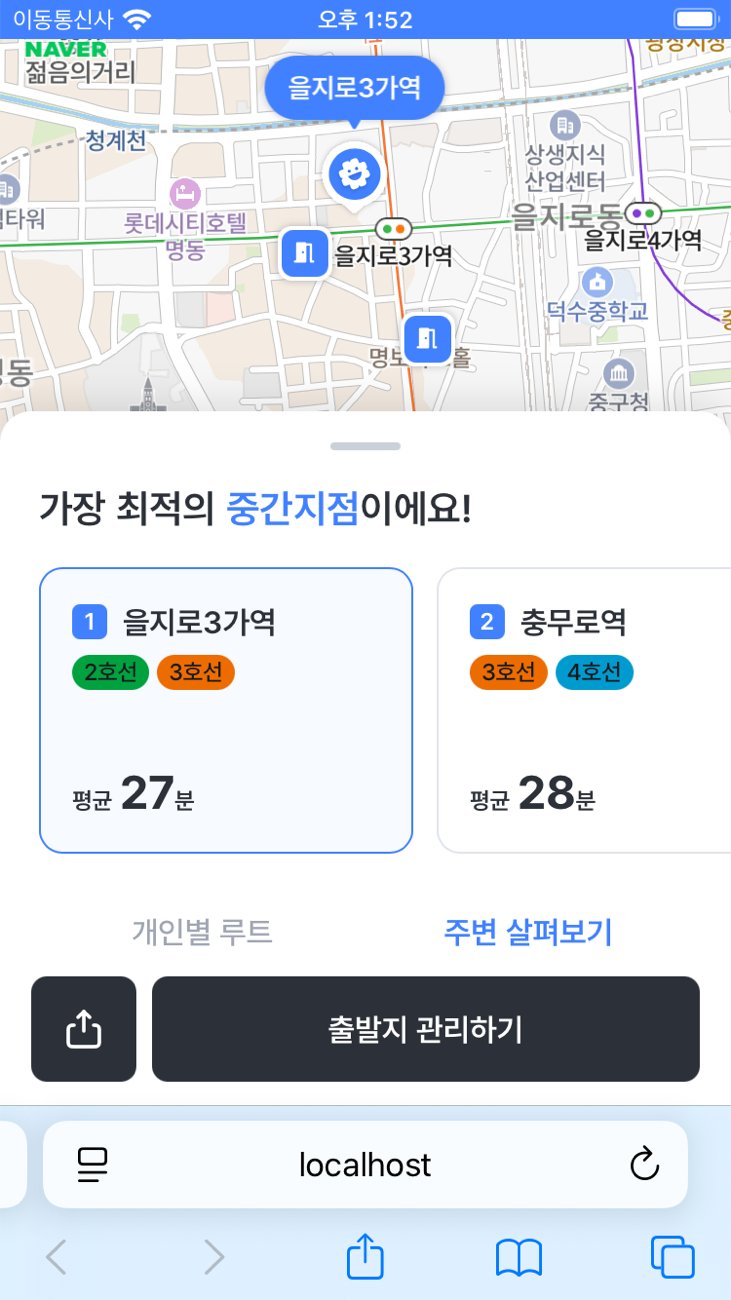 이동통신사
오후 1:52
NAVER
젊음의거리
을지로3가역
청계천
상생지식
산업센터
롯데시티호텔
명동
을지로동
을지로3가역
을지로4가역
덕수중학교
중구청
가장 최적의 중간지점이에요!
1 을지로3가역
2호선 3호선
평균 27분
2 충무로역
3호선 4호선
평균 28분
개인별 루트
주변 살펴보기
출발지 관리하기
localhost